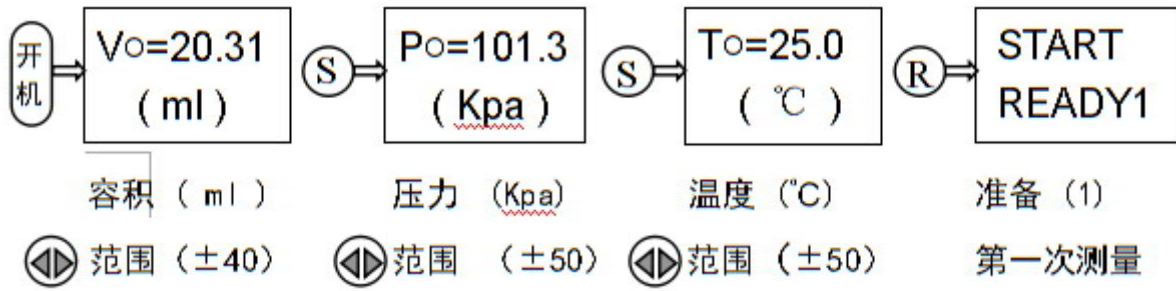 开机
V○=20.31
(ml)
S
P○=101.3
(Kpa)
S
T○=25.0
(℃)
R
START
READY1
容积(ml)
压力(Kpa)
温度(℃)
准备(1)
范围(±40)
范围(±50)
范围(±50)
第一次测量